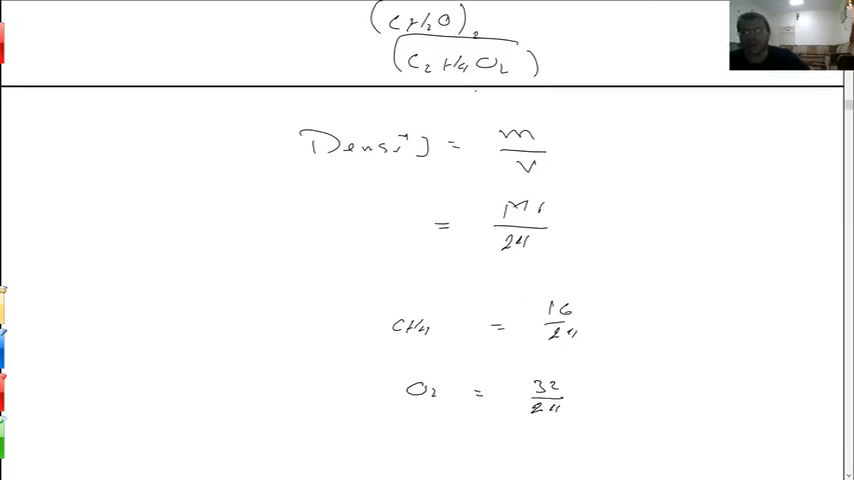 (CH2O)2
(C2H4O2)
Density = m/v
= Mr/24
CH4 = 16/24
O2 = 32/24